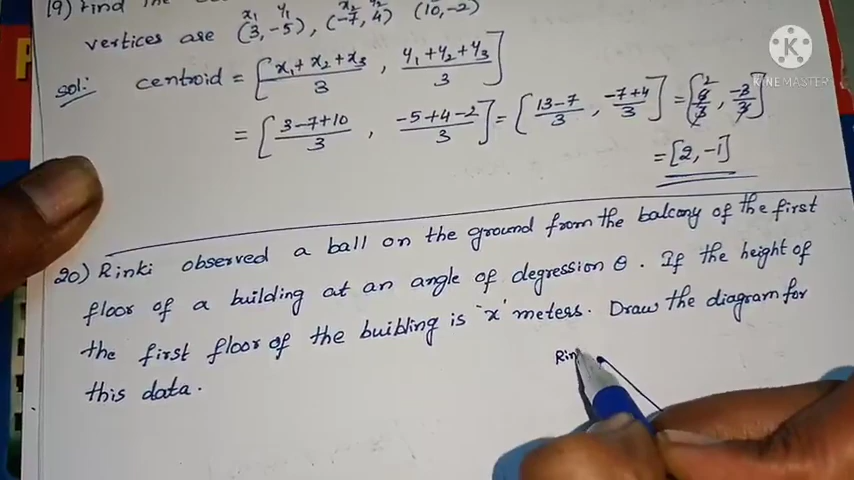 19) Find the
vertices are (3, -5), (-7, 4) (10, -2)
x₁ y₁ x₂ y₂
K
KINEMASTER
sol: centroid = [x₁+x₂+x₃/3 , y₁+y₂+y₃/3]
= [3-7+10/3 , -5+4-2/3] = [13-7/3 , -7+4/3] = [6/3 , -3/3]
2
= [2, -1]
20) Rinki observed a ball on the ground from the balcony of the first
floor of a building at an angle of degression θ. If the height of
the first floor of the buibling is 'x' meters. Draw the diagram for
this data.
Rin